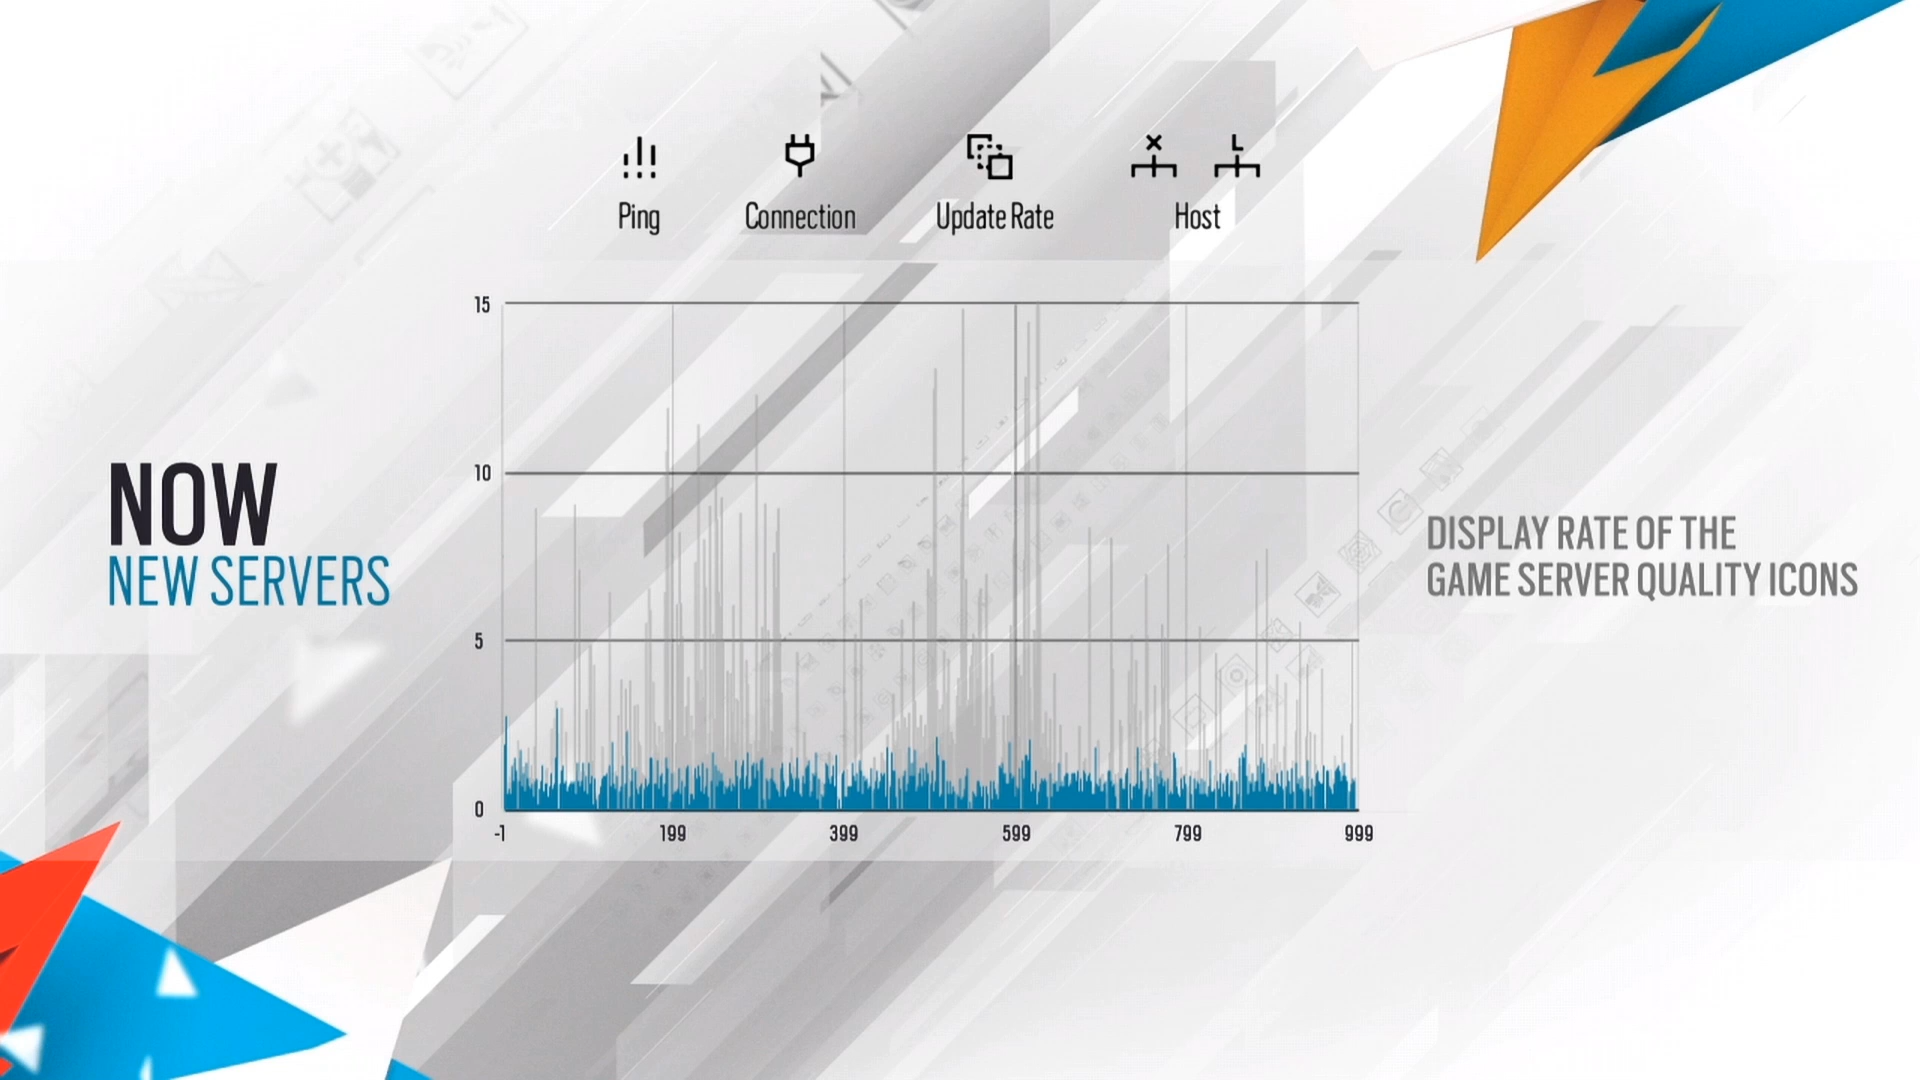 X L
Ping Connection Update Rate Host
15
10
5
0
-1 199 399 599 799 999
NOW
NEW SERVERS
DISPLAY RATE OF THE
GAME SERVER QUALITY ICONS